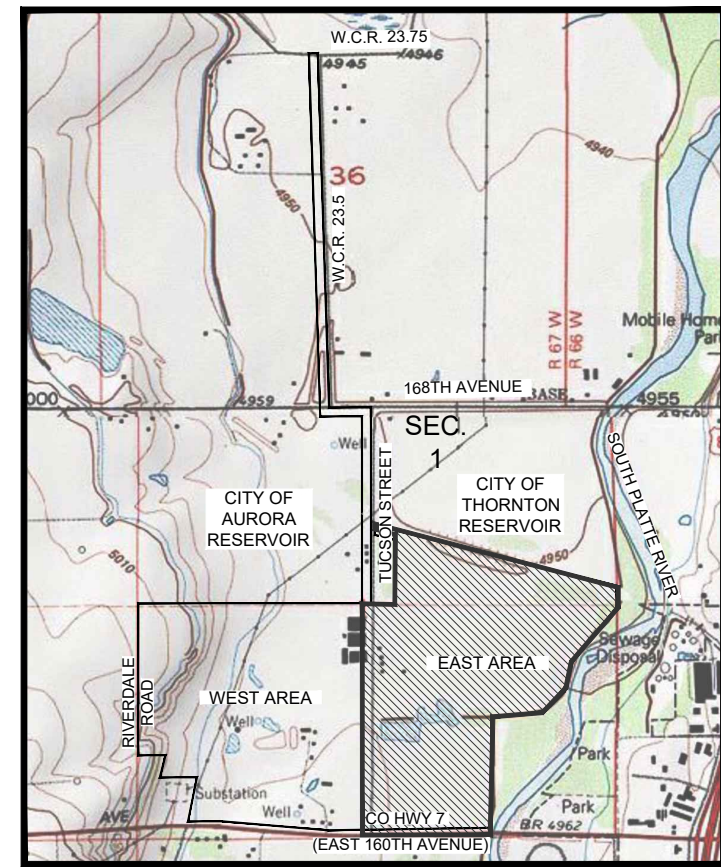 W.C.R. 23.75
4945
4946
36
4950
4940
W.C.R. 23.5
R 67 W
R 66 W
Mobile Home
Park
168TH AVENUE
BASE
000
4959
4955
4950
SEC.
1
Well
TUCSON STREET
SOUTH PLATTE RIVER
CITY OF
AURORA
RESERVOIR
CITY OF
THORNTON
RESERVOIR
5010
4950
Sewage
Disposal
EAST AREA
RIVERDALE
ROAD
WEST AREA
Well
Park
Substation
Well
Park
AVE
CO HWY 7
BR 4962
(EAST 160TH AVENUE)